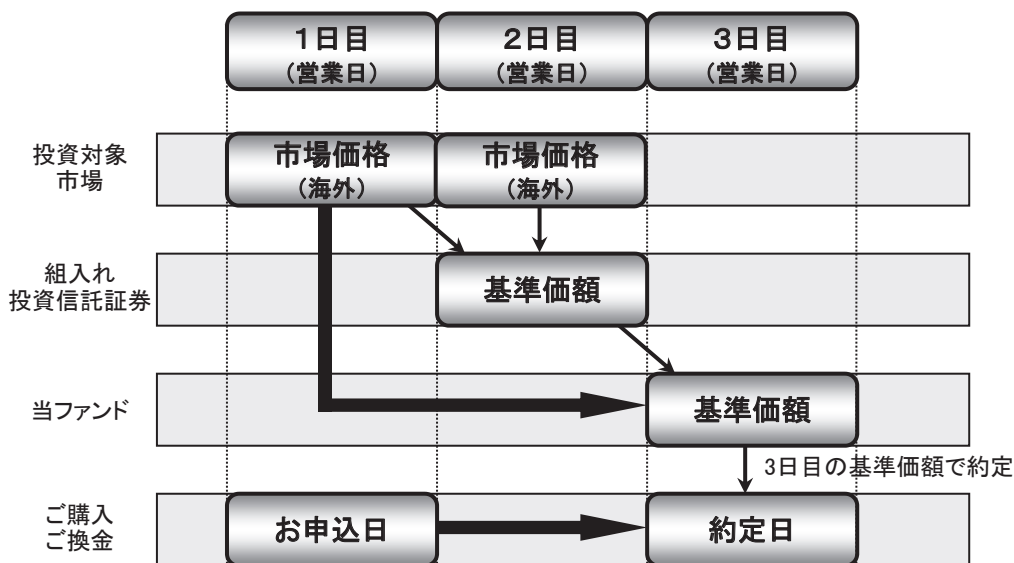 1日目
(営業日)
2日目
(営業日)
3日目
(営業日)
投資対象
市場
市場価格
(海外)
市場価格
(海外)
組入れ
投資信託証券
基準価額
当ファンド
基準価額
3日目の基準価額で約定
ご購入
ご換金
お申込日
約定日